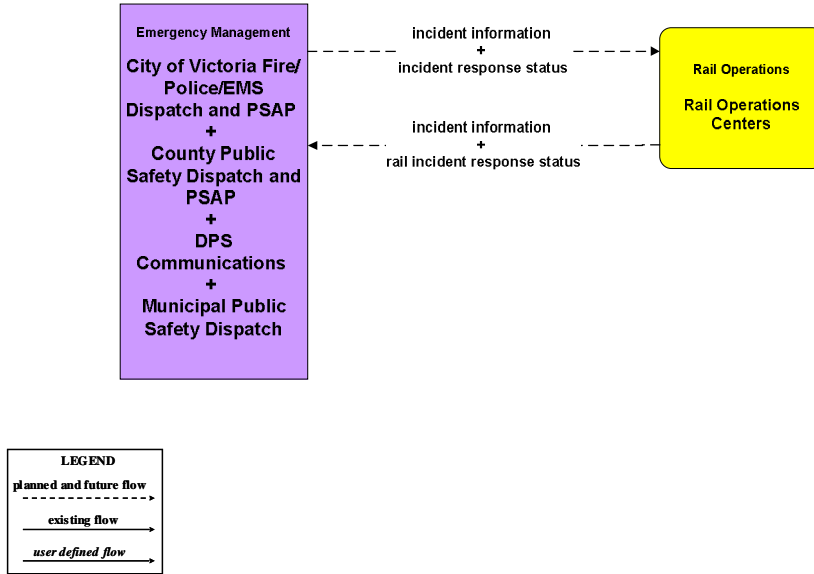 Emergency Management
City of Victoria Fire/
Police/EMS
Dispatch and PSAP
+
County Public
Safety Dispatch and
PSAP
+
DPS
Communications
+
Municipal Public
Safety Dispatch
incident information
+
incident response status
incident information
+
rail incident response status
Rail Operations
Rail Operations
Centers
LEGEND
planned and future flow
existing flow
user defined flow